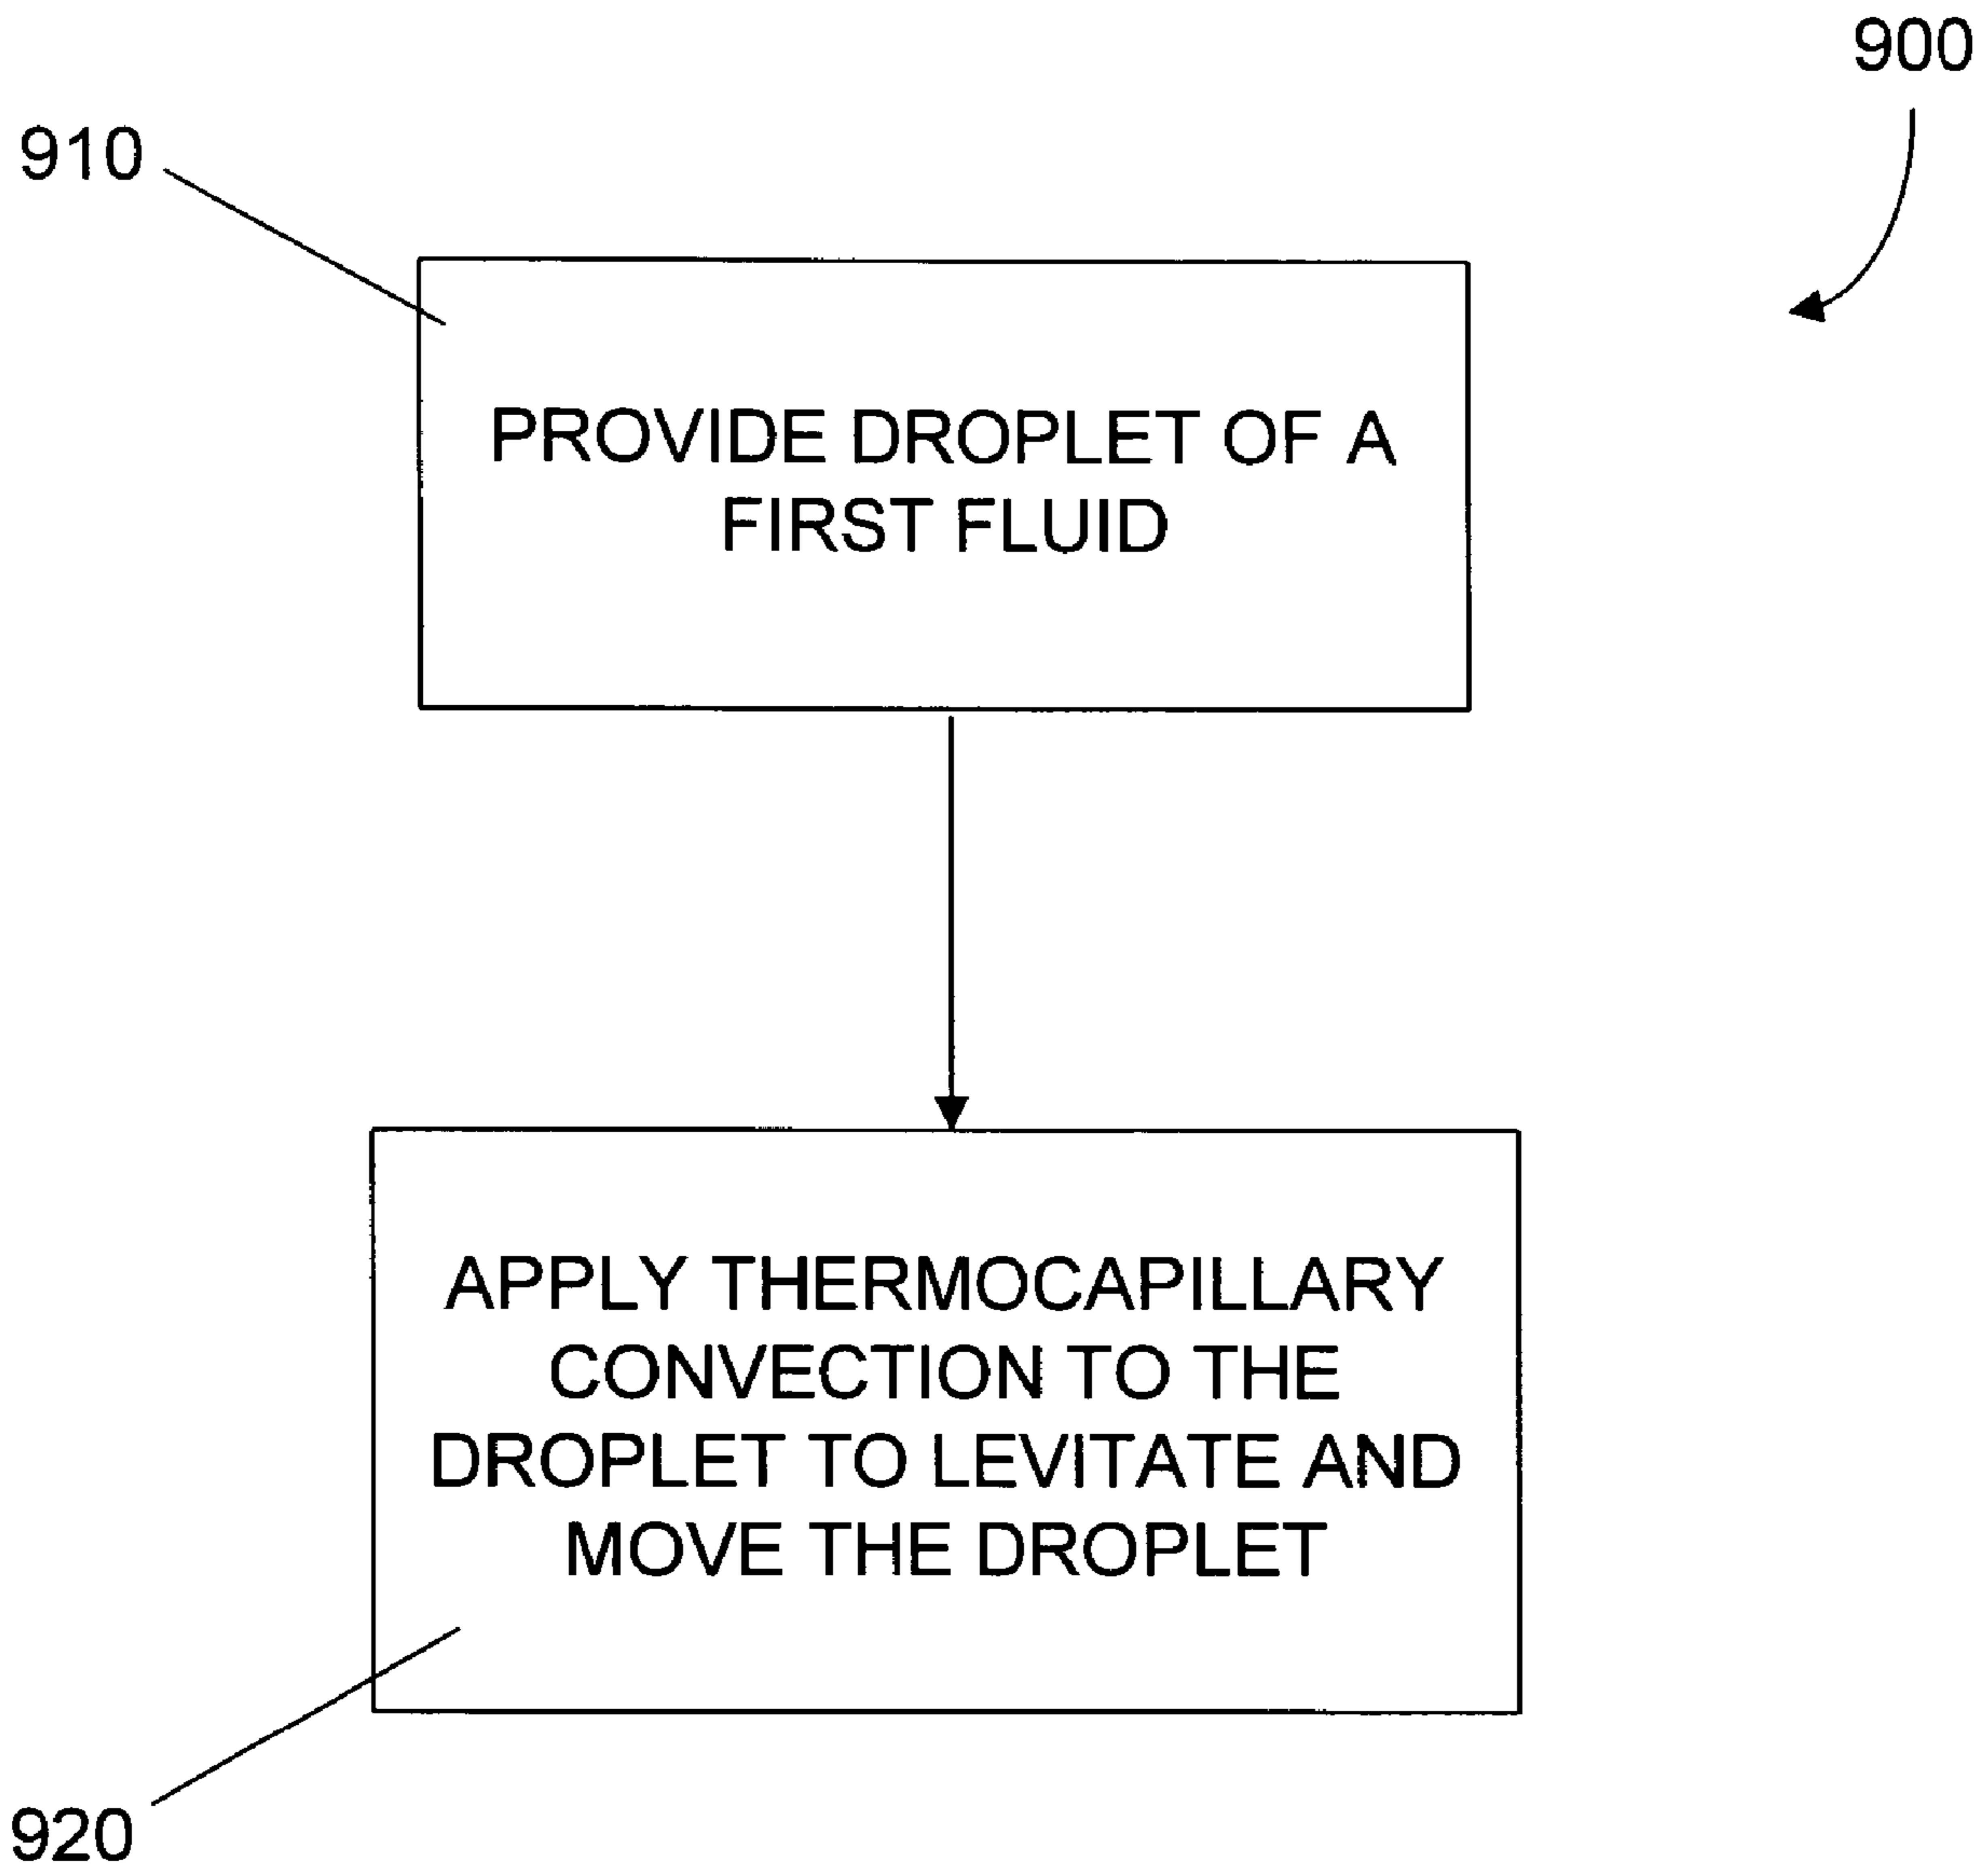 900
910
PROVIDE DROPLET OF A
FIRST FLUID
APPLY THERMOCAPILLARY
CONVECTION TO THE
DROPLET TO LEVITATE AND
MOVE THE DROPLET
920